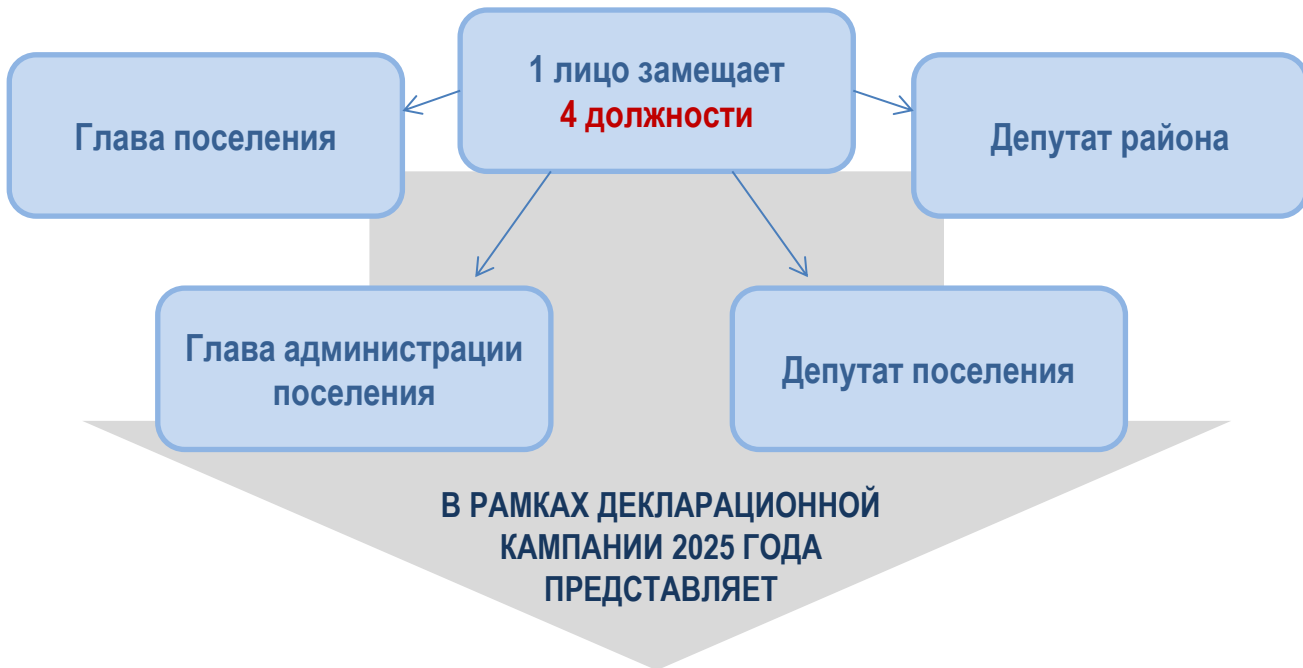 1 лицо замещает
4 должности
Глава поселения
Депутат района
Глава администрации
поселения
Депутат поселения
В РАМКАХ ДЕКЛАРАЦИОННОЙ
КАМПАНИИ 2025 ГОДА
ПРЕДСТАВЛЯЕТ